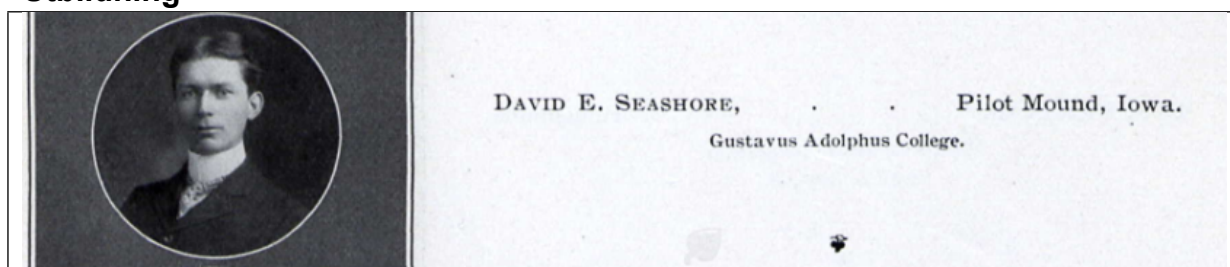 DAVID E. SEASHORE, . . Pilot Mound, Iowa.
Gustavus Adolphus College.